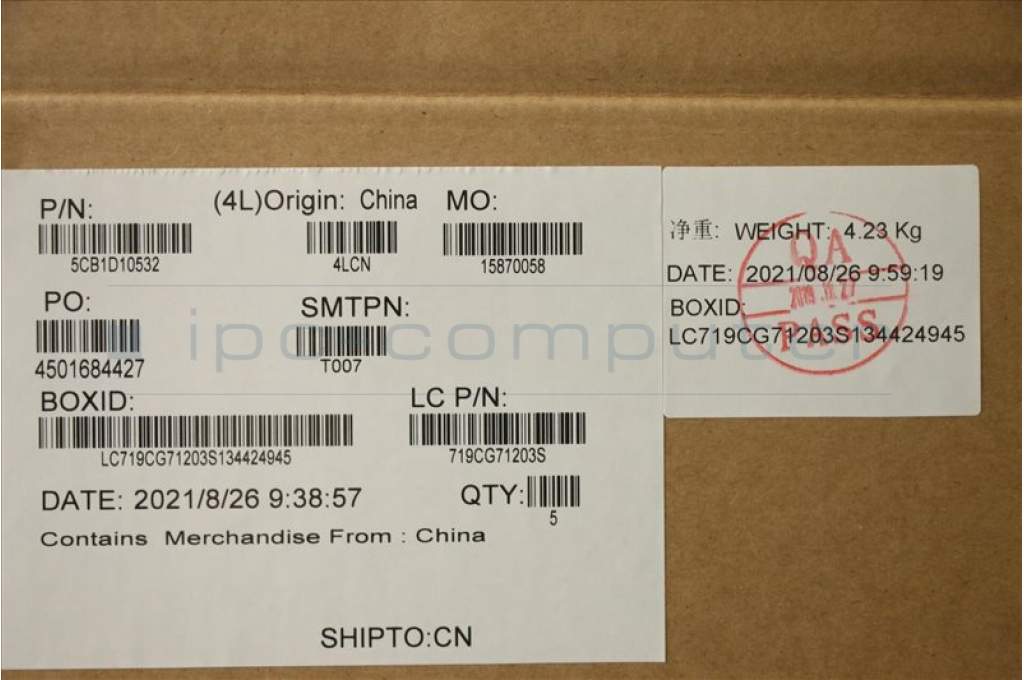 P/N:
5CB1D10532
(4L)Origin: China
4LCN
MO:
15870058
PO:
4501684427
SMTPN:
T007
BOXID:
LC719CG71203S134424945
LC P/N:
719CG71203S
DATE: 2021/8/26 9:38:57
QTY:
5
Contains Merchandise From : China
SHIPTO:CN
净重: WEIGHT: 4.23 Kg
DATE: 2021/08/26 9:59:19
BOXID:
LC719CG71203S134424945
QA
PASS
ipc computer